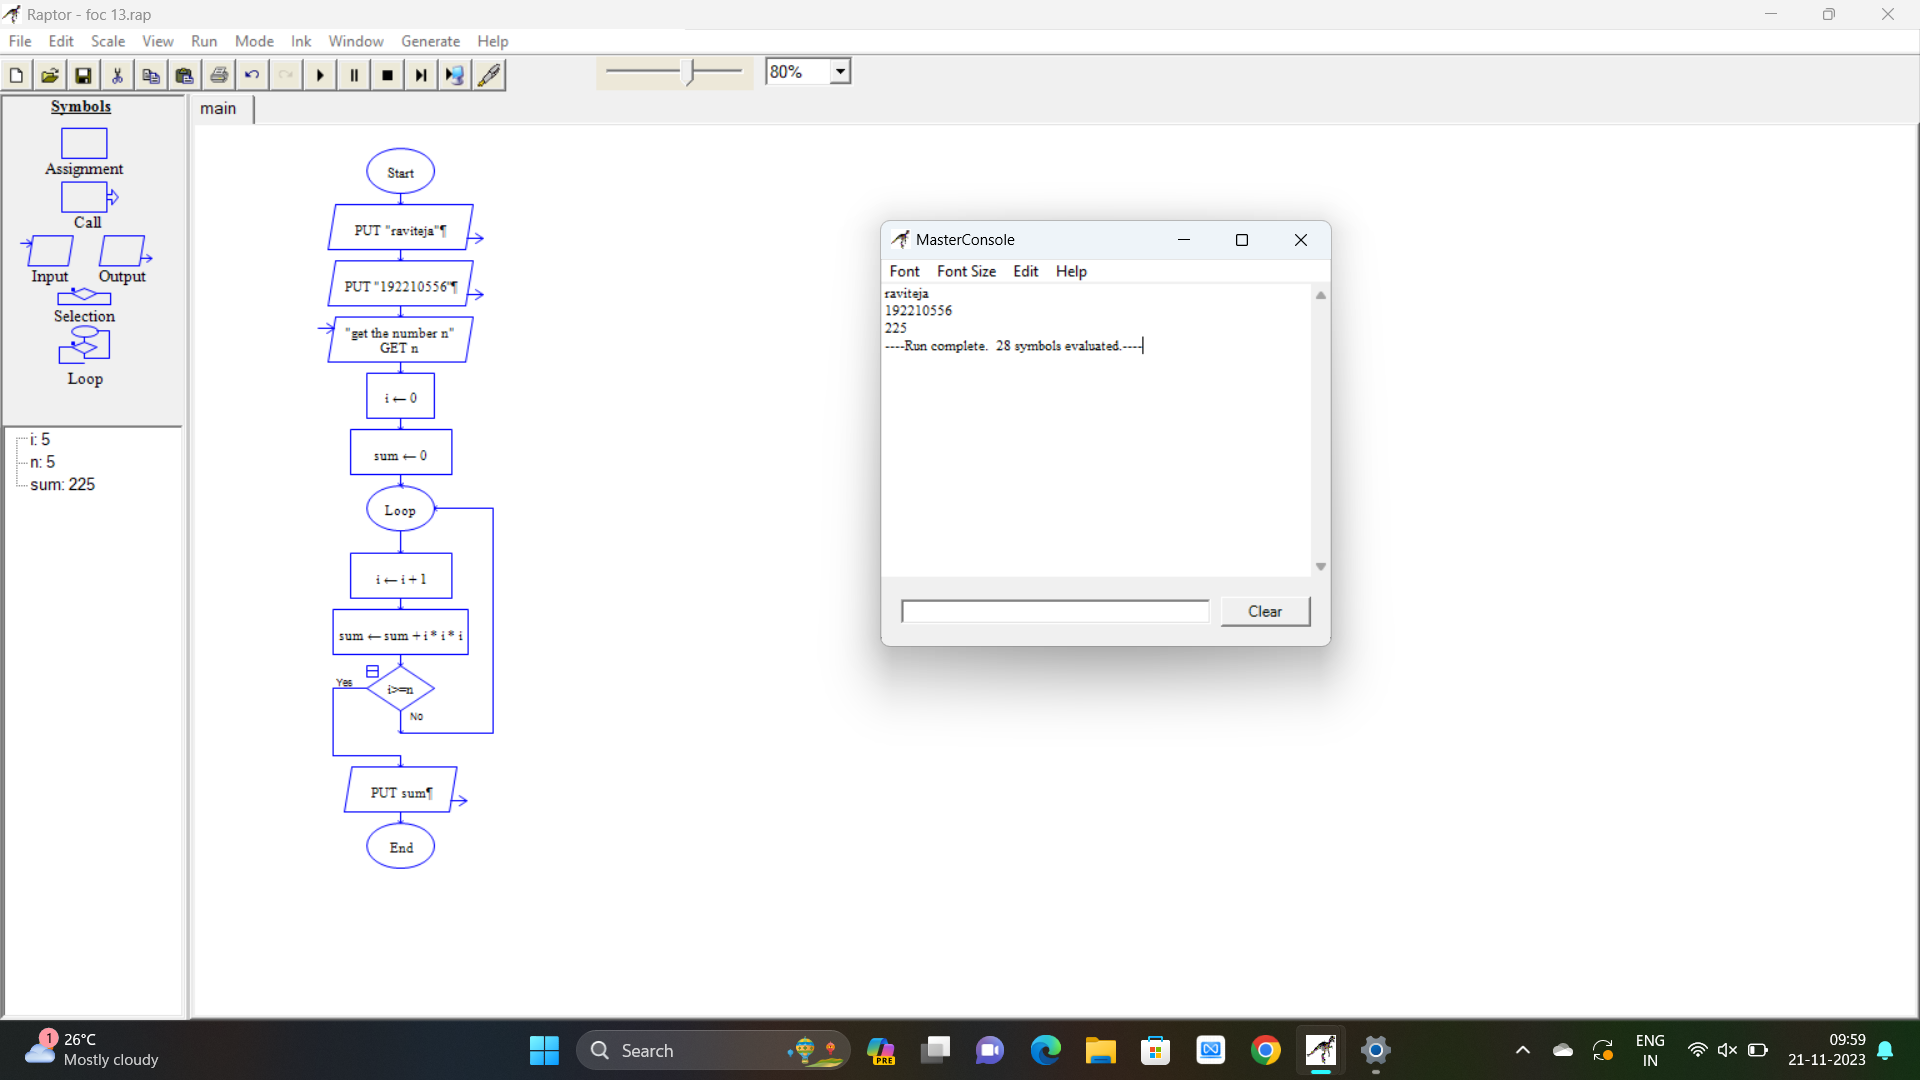 Raptor - foc 13.rap
File Edit Scale View Run Mode Ink Window Generate Help
80%
Symbols
Assignment
Call
Input Output
Selection
Loop
i: 5
n: 5
sum: 225
main
Start
PUT "raviteja"¶
PUT "192210556"¶
"get the number n"
GET n
i ← 0
sum ← 0
Loop
i ← i + 1
sum ← sum + i * i * i
Yes
i>=n
No
PUT sum¶
End
MasterConsole
Font Font Size Edit Help
raviteja
192210556
225
----Run complete.  28 symbols evaluated.----
Clear
1
26°C
Mostly cloudy
Search
PRE
ENG
IN
09:59
21-11-2023